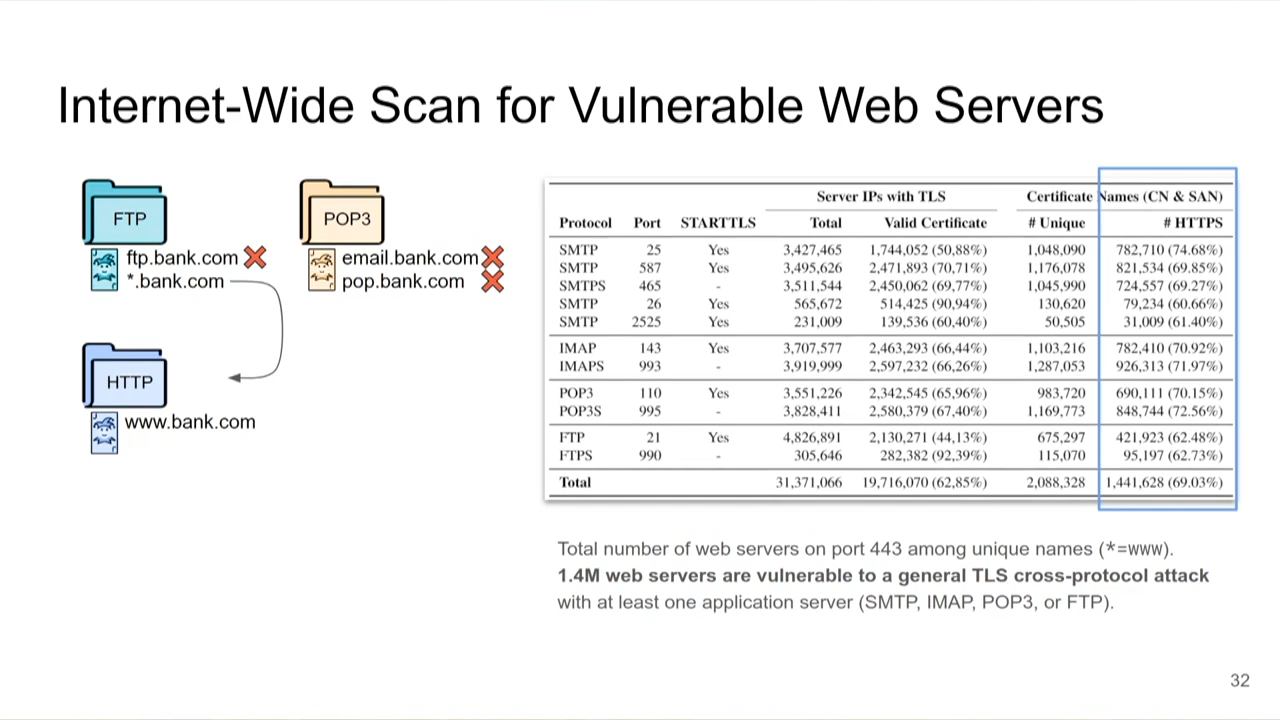 Internet-Wide Scan for Vulnerable Web Servers
FTP
ftp.bank.com
*.bank.com
POP3
email.bank.com
pop.bank.com
HTTP
www.bank.com
Server IPs with TLS Certificate Names (CN & SAN)
Protocol Port STARTTLS Total Valid Certificate # Unique # HTTPS
SMTP 25 Yes 3,427,465 1,744,052 (50,88%) 1,048,090 782,710 (74.68%)
SMTP 587 Yes 3,495,626 2,471,893 (70,71%) 1,176,078 821,534 (69.85%)
SMTPS 465 - 3,511,544 2,450,062 (69,77%) 1,045,990 724,557 (69.27%)
SMTP 26 Yes 565,672 514,425 (90,94%) 130,620 79,234 (60.66%)
SMTP 2525 Yes 231,009 139,536 (60,40%) 50,505 31,009 (61.40%)
IMAP 143 Yes 3,707,577 2,463,293 (66,44%) 1,103,216 782,410 (70.92%)
IMAPS 993 - 3,919,999 2,597,232 (66,26%) 1,287,053 926,313 (71.97%)
POP3 110 Yes 3,551,226 2,342,545 (65,96%) 983,720 690,111 (70.15%)
POP3S 995 - 3,828,411 2,580,379 (67,40%) 1,169,773 848,744 (72.56%)
FTP 21 Yes 4,826,891 2,130,271 (44,13%) 675,297 421,923 (62.48%)
FTPS 990 - 305,646 282,382 (92,39%) 115,070 95,197 (62.73%)
Total 31,371,066 19,716,070 (62,85%) 2,088,328 1,441,628 (69.03%)
Total number of web servers on port 443 among unique names (*=www).
1.4M web servers are vulnerable to a general TLS cross-protocol attack
with at least one application server (SMTP, IMAP, POP3, or FTP).
32